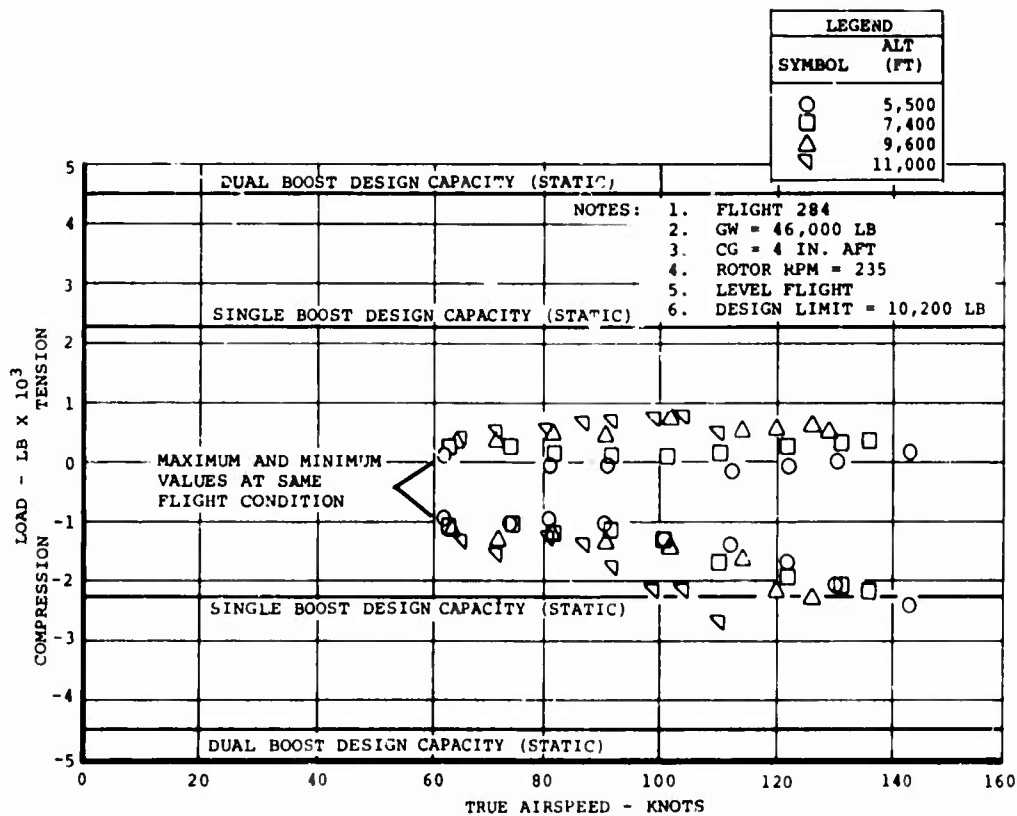 LEGEND
SYMBOL ALT (FT)
5,500
7,400
9,600
11,000
DUAL BOOST DESIGN CAPACITY (STATIC)
NOTES: 1. FLIGHT 284
2. GW = 46,000 LB
3. CG = 4 IN. AFT
4. ROTOR RPM = 235
5. LEVEL FLIGHT
6. DESIGN LIMIT = 10,200 LB
SINGLE BOOST DESIGN CAPACITY (STATIC)
MAXIMUM AND MINIMUM
VALUES AT SAME
FLIGHT CONDITION
SINGLE BOOST DESIGN CAPACITY (STATIC)
DUAL BOOST DESIGN CAPACITY (STATIC)
LOAD - LB X 10³
COMPRESSION TENSION
5
4
3
2
1
0
-1
-2
-3
-4
-5
0 20 40 60 80 100 120 140 160
TRUE AIRSPEED - KNOTS